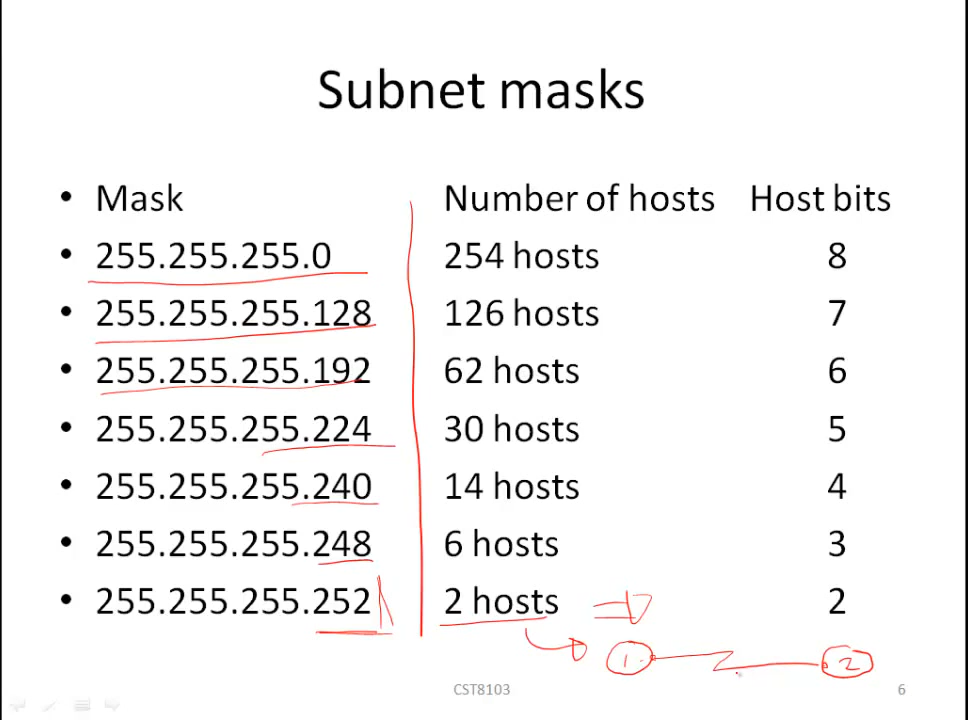 Subnet masks
• Mask Number of hosts Host bits
• 255.255.255.0 254 hosts 8
• 255.255.255.128 126 hosts 7
• 255.255.255.192 62 hosts 6
• 255.255.255.224 30 hosts 5
• 255.255.255.240 14 hosts 4
• 255.255.255.248 6 hosts 3
• 255.255.255.252 2 hosts 2
1 2
CST8103 6